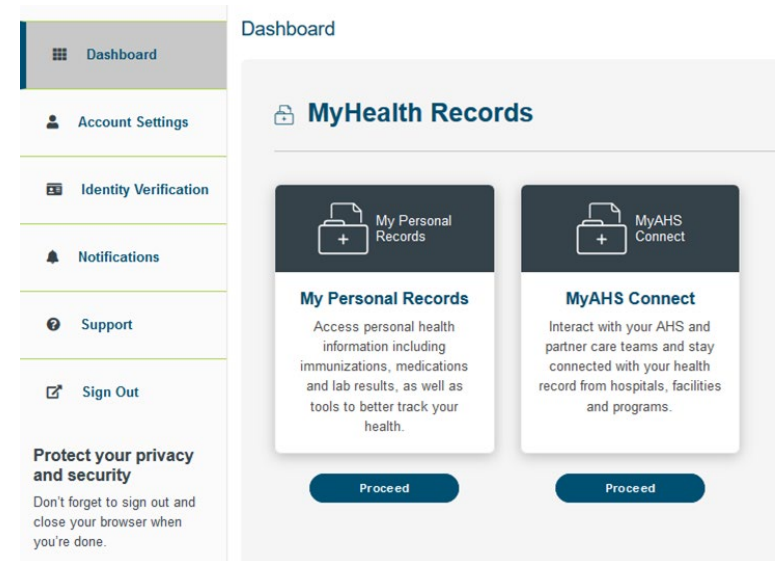 Dashboard
Account Settings
Identity Verification
Notifications
Support
Sign Out
Protect your privacy
and security
Don't forget to sign out and
close your browser when
you're done.
Dashboard
MyHealth Records
My Personal
Records
My Personal Records
Access personal health
information including
immunizations, medications
and lab results, as well as
tools to better track your
health.
Proceed
MyAHS
Connect
MyAHS Connect
Interact with your AHS and
partner care teams and stay
connected with your health
record from hospitals, facilities
and programs.
Proceed